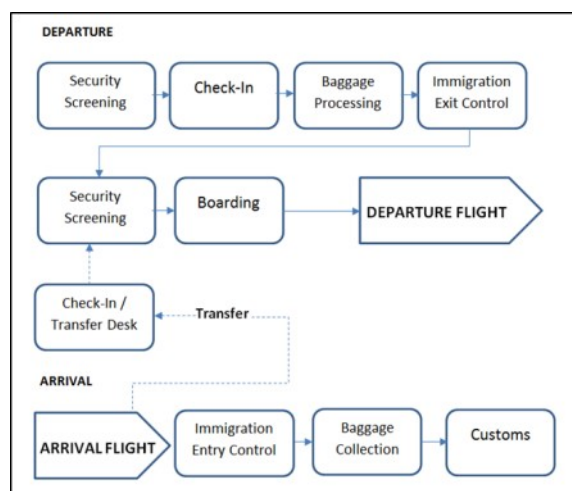 DEPARTURE
Security
Screening
Check-In
Baggage
Processing
Immigration
Exit Control
Security
Screening
Boarding
DEPARTURE FLIGHT
Check-In /
Transfer Desk
Transfer
ARRIVAL
ARRIVAL FLIGHT
Immigration
Entry Control
Baggage
Collection
Customs